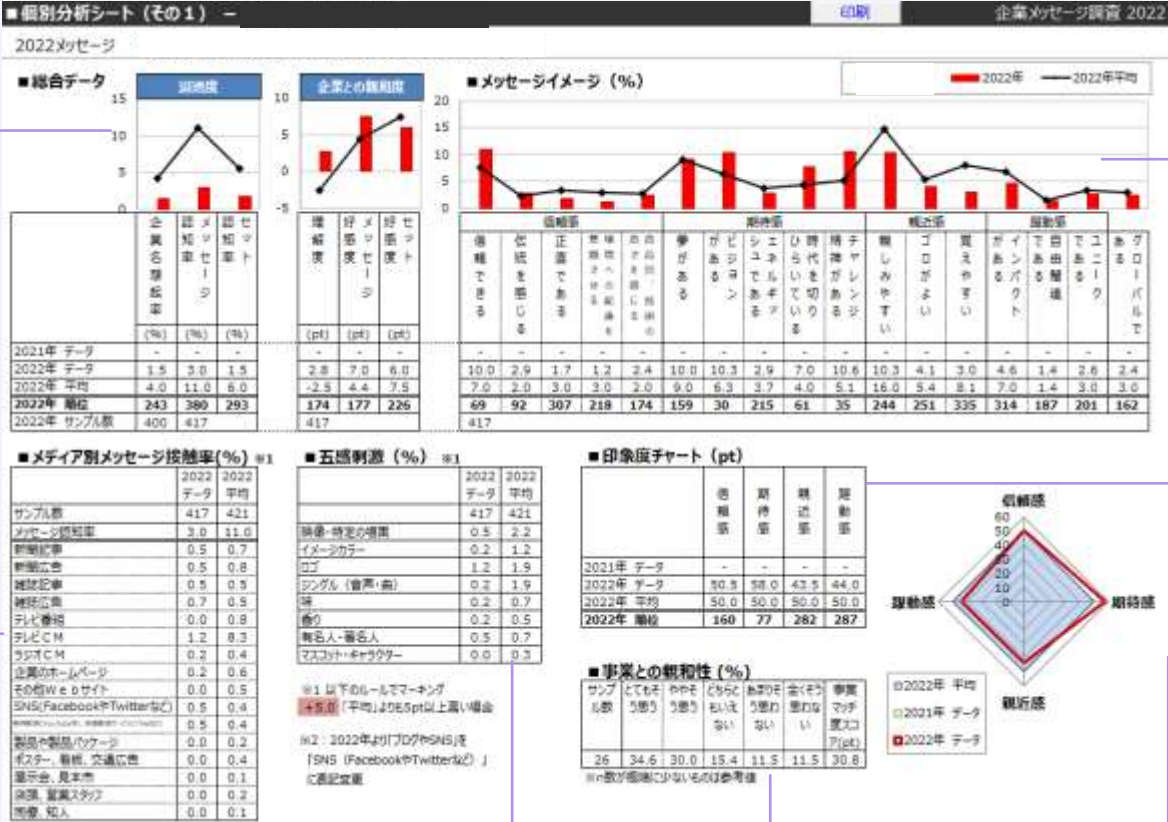 ■個別分析シート（その１） －
印刷
企業メッセージ調査 2022
2022メッセージ
■総合データ
認知度
企業との親和度
■メッセージイメージ（%）
2022年
2022年平均
15
10
5
0
10
5
0
-5
20
15
10
5
0
信頼感 期待感 親近感 躍動感
企業名想起率 メッセージ認知率 セット認知率
理解度 メッセージ好感度 セット好感度
信頼できる 伝統を感じる 正直である
夢がある ビジョンがある エネルギッシュである 時代を切りひらいている チャレンジ精神がある 親しみやすい ゴロがよい 覚えやすい インパクトがある 自由闊達である ユニークである グローバルである
(%) (%) (%) (pt) (pt) (pt)
2021年 データ - - - - - - - - - - - - - - - - - - - - - - -
2022年 データ 1.5 3.0 1.5 2.8 7.0 6.0 10.0 2.9 1.7 1.2 2.4 10.0 10.3 2.9 7.0 10.6 10.3 4.1 3.0 4.6 1.4 2.6 2.4
2022年 平均 4.0 11.0 6.0 -2.5 4.4 7.5 7.0 2.0 3.0 3.0 2.0 9.0 6.3 3.7 4.0 5.1 16.0 5.4 8.1 7.0 1.4 3.0 3.0
2022年 順位 243 380 293 174 177 226 69 92 307 218 174 159 30 215 61 35 244 251 335 314 187 201 162
2022年 サンプル数 400 417 417 417
■メディア別メッセージ接触率(%) ※1
2022データ 2022平均
サンプル数 417 421
メッセージ認知率 3.0 11.0
新聞記事 0.5 0.7
新聞広告 0.5 0.8
雑誌記事 0.5 0.5
雑誌広告 0.7 0.5
テレビ番組 0.0 0.8
テレビＣＭ 1.2 8.3
ラジオＣＭ 0.2 0.4
企業のホームページ 0.2 0.6
その他Ｗｅｂサイト 0.0 0.5
SNS(FacebookやTwitterなど) 0.5 0.4
0.5 0.4
製品や製品パッケージ 0.0 0.2
ポスター、看板、交通広告 0.0 0.4
展示会、見本市 0.0 0.1
店頭、営業スタッフ 0.0 0.2
同僚、知人 0.0 0.1
■五感刺激（%） ※1
2022データ 2022平均
417 421
映像・特定の場面 0.5 2.2
イメージカラー 0.2 1.2
ロゴ 1.2 1.9
ジングル（音声・曲） 0.2 1.9
味 0.2 0.7
香り 0.2 0.5
有名人・著名人 0.5 0.7
マスコット・キャラクター 0.0 0.3
※1 以下のルールでマーキング
+5.0 「平均」よりも5pt以上高い場合
※2：2022年より「ブログやSNS」を
「SNS（FacebookやTwitterなど）」
に表記変更
■印象度チャート（pt）
信頼感 期待感 親近感 躍動感
2021年 データ - - - -
2022年 データ 50.5 58.0 43.5 44.0
2022年 平均 50.0 50.0 50.0 50.0
2022年 順位 160 77 282 287
■事業との親和性（%）
サンプル数 とてもそう思う ややそう思う どちらともいえない あまりそう思わない 全くそう思わない 事業マッチ度スコア(pt)
26 34.6 30.0 15.4 11.5 11.5 30.8
※n数が極端に少ないものは参考値
信頼感
60
50
40
30
20
10
0
躍動感
期待感
親近感
2022年 平均
2021年 データ
2022年 データ